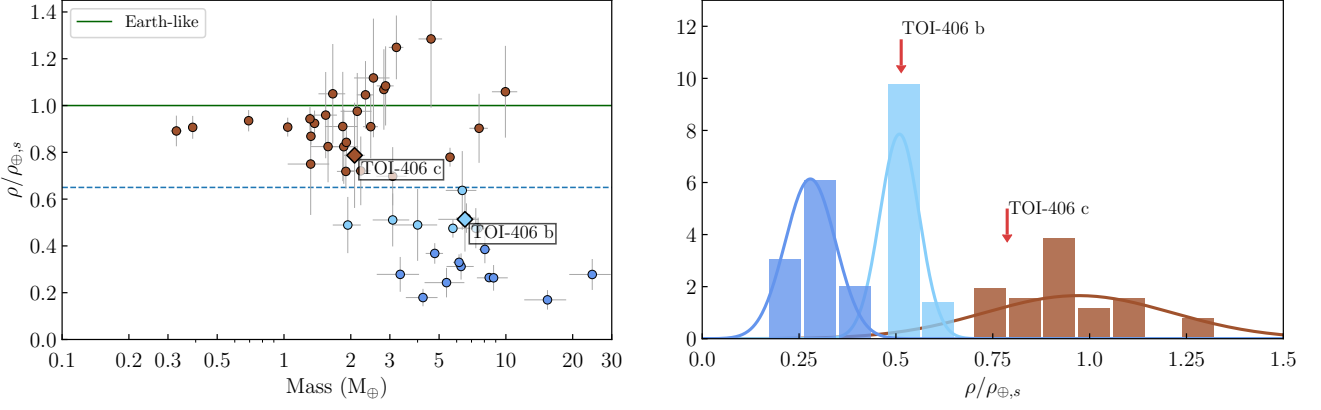 Earth-like
1.4
1.2
1.0
0.8
0.6
0.4
0.2
0.0
ρ/ρ⊕,s
TOI-406 c
TOI-406 b
0.1 0.2 0.3 0.5 1 2 3 5 10 20 30
Mass (M⊕)
12
10
8
6
4
2
0
TOI-406 b
TOI-406 c
0.0 0.25 0.5 0.75 1.0 1.25 1.5
ρ/ρ⊕,s